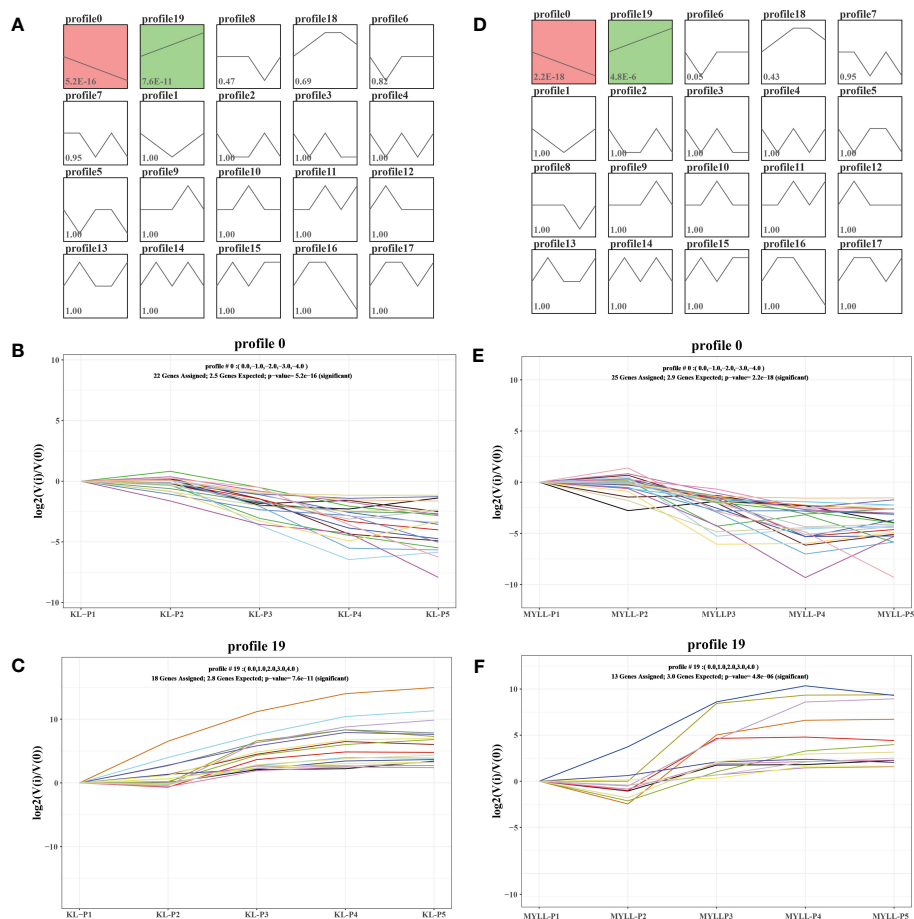 A
profile0 profile19 profile8 profile18 profile6
5.2E-16 7.6E-11 0.47 0.69 0.82
profile7 profile1 profile2 profile3 profile4
0.95 1.00 1.00 1.00 1.00
profile5 profile9 profile10 profile11 profile12
1.00 1.00 1.00 1.00 1.00
profile13 profile14 profile15 profile16 profile17
1.00 1.00 1.00 1.00 1.00
D
profile0 profile19 profile6 profile18 profile7
2.2E-18 4.8E-6 0.05 0.43 0.95
profile1 profile2 profile3 profile4 profile5
1.00 1.00 1.00 1.00 1.00
profile8 profile9 profile10 profile11 profile12
1.00 1.00 1.00 1.00 1.00
profile13 profile14 profile15 profile16 profile17
1.00 1.00 1.00 1.00 1.00
B
profile 0
profile # 0 :( 0.0,−1.0,−2.0,−3.0,−4.0 )
22 Genes Assigned; 2.5 Genes Expected; p−value= 5.2e−16 (significant)
log2(V(i)/V(0))
10
5
0
−5
−10
KL−P1 KL−P2 KL−P3 KL−P4 KL−P5
E
profile 0
profile # 0 :( 0.0,−1.0,−2.0,−3.0,−4.0 )
25 Genes Assigned; 2.9 Genes Expected; p−value= 2.2e−18 (significant)
log2(V(i)/V(0))
10
5
0
−5
−10
MYLL−P1 MYLL−P2 MYLLP3 MYLL−P4 MYLL−P5
C
profile 19
profile # 19 :( 0.0,1.0,2.0,3.0,4.0 )
18 Genes Assigned; 2.8 Genes Expected; p−value= 7.6e−11 (significant)
log2(V(i)/V(0))
10
0
−10
KL−P1 KL−P2 KL−P3 KL−P4 KL−P5
F
profile 19
profile # 19 :( 0.0,1.0,2.0,3.0,4.0 )
13 Genes Assigned; 3.0 Genes Expected; p−value= 4.8e−06 (significant)
log2(V(i)/V(0))
10
5
0
−5
−10
MYLL−P1 MYLL−P2 MYLLP3 MYLL−P4 MYLL−P5